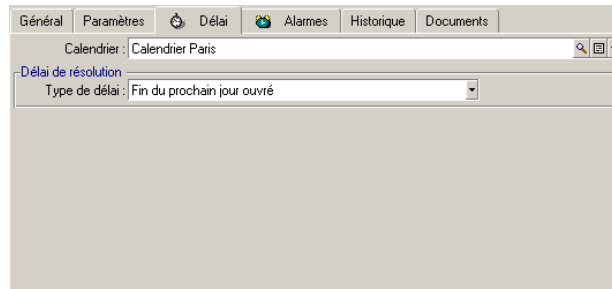 Général Paramètres Délai Alarmes Historique Documents
Calendrier : Calendrier Paris
Délai de résolution
Type de délai : Fin du prochain jour ouvré